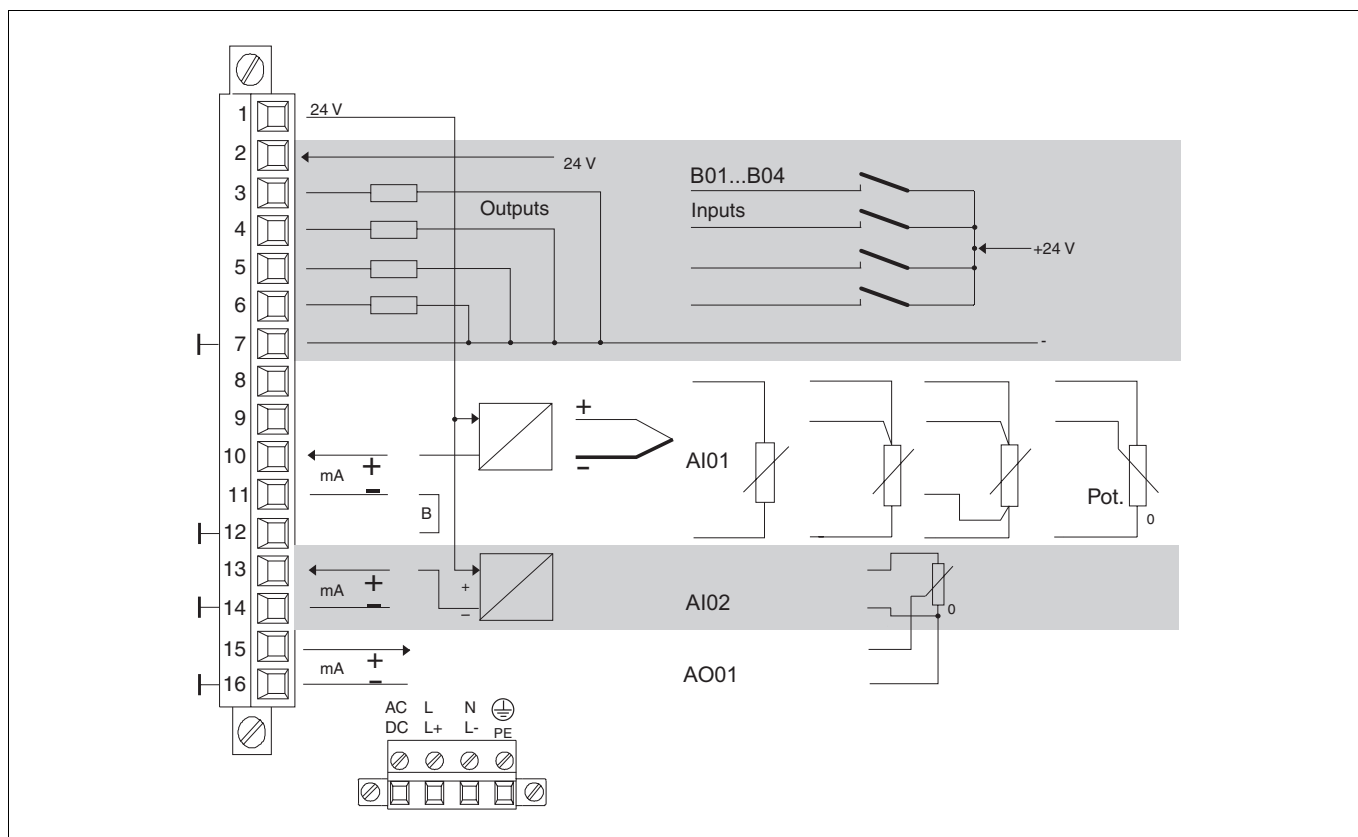 1 24 V
2 24 V
3 B01...B04
Outputs Inputs
4
+24 V
5
6
7 -
8
9 +
10 mA + - AI01
-
11 B Pot.
12 - 0
13 mA + - +
14 – AI02 0
15 mA +
16 - AO01
AC L N
DC L+ L- PE